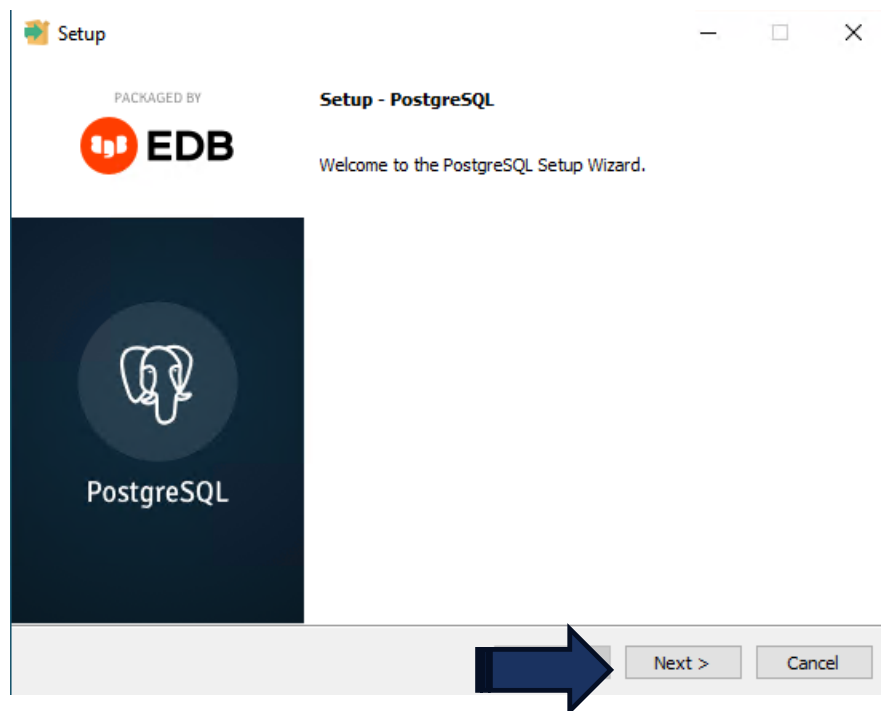 Setup
PACKAGED BY
EDB
Setup - PostgreSQL
Welcome to the PostgreSQL Setup Wizard.
PostgreSQL
Next >
Cancel